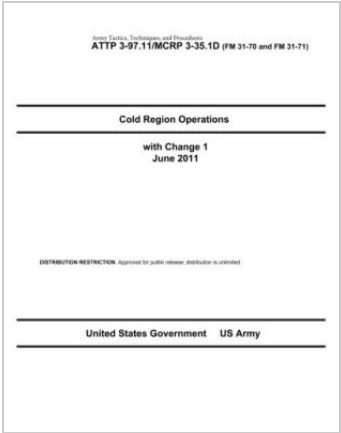 Army Tactics, Techniques, and Procedures
ATTP 3-97.11/MCRP 3-35.1D (FM 31-70 and FM 31-71)
Cold Region Operations
with Change 1
June 2011
DISTRIBUTION RESTRICTION. Approved for public release: distribution is unlimited
United States Government US Army